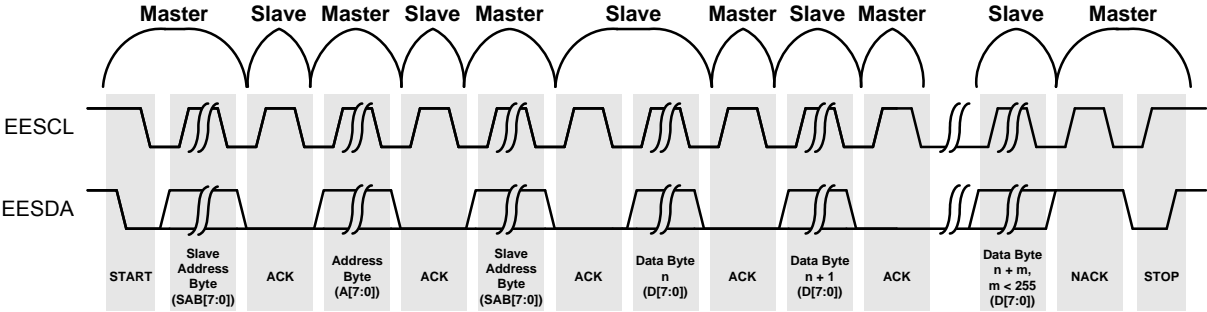 Master Slave Master Slave Master Slave Master Slave Master Slave Master
EESCL
EESDA
START
Slave
Address
Byte
(SAB[7:0])
ACK
Address
Byte
(A[7:0])
ACK
Slave
Address
Byte
(SAB[7:0])
ACK
Data Byte
n
(D[7:0])
ACK
Data Byte
n + 1
(D[7:0])
ACK
Data Byte
n + m,
m < 255
(D[7:0])
NACK
STOP